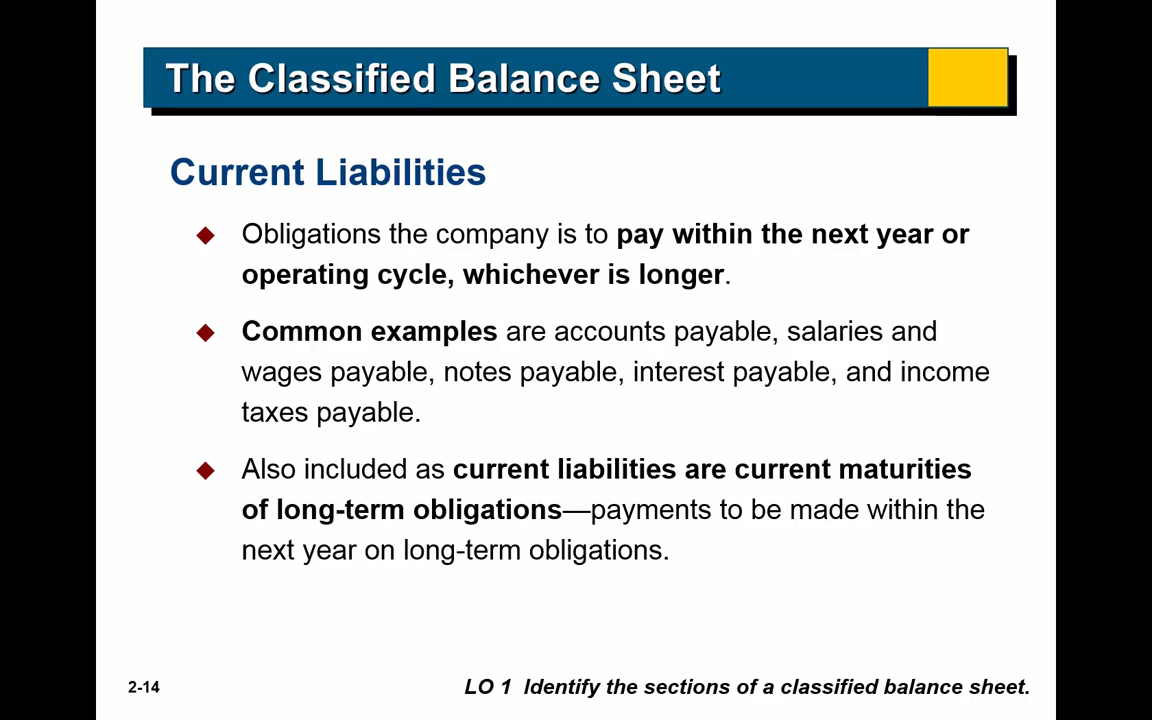 The Classified Balance Sheet
Current Liabilities
Obligations the company is to pay within the next year or
operating cycle, whichever is longer.
Common examples are accounts payable, salaries and
wages payable, notes payable, interest payable, and income
taxes payable.
Also included as current liabilities are current maturities
of long-term obligations—payments to be made within the
next year on long-term obligations.
2-14
LO 1 Identify the sections of a classified balance sheet.